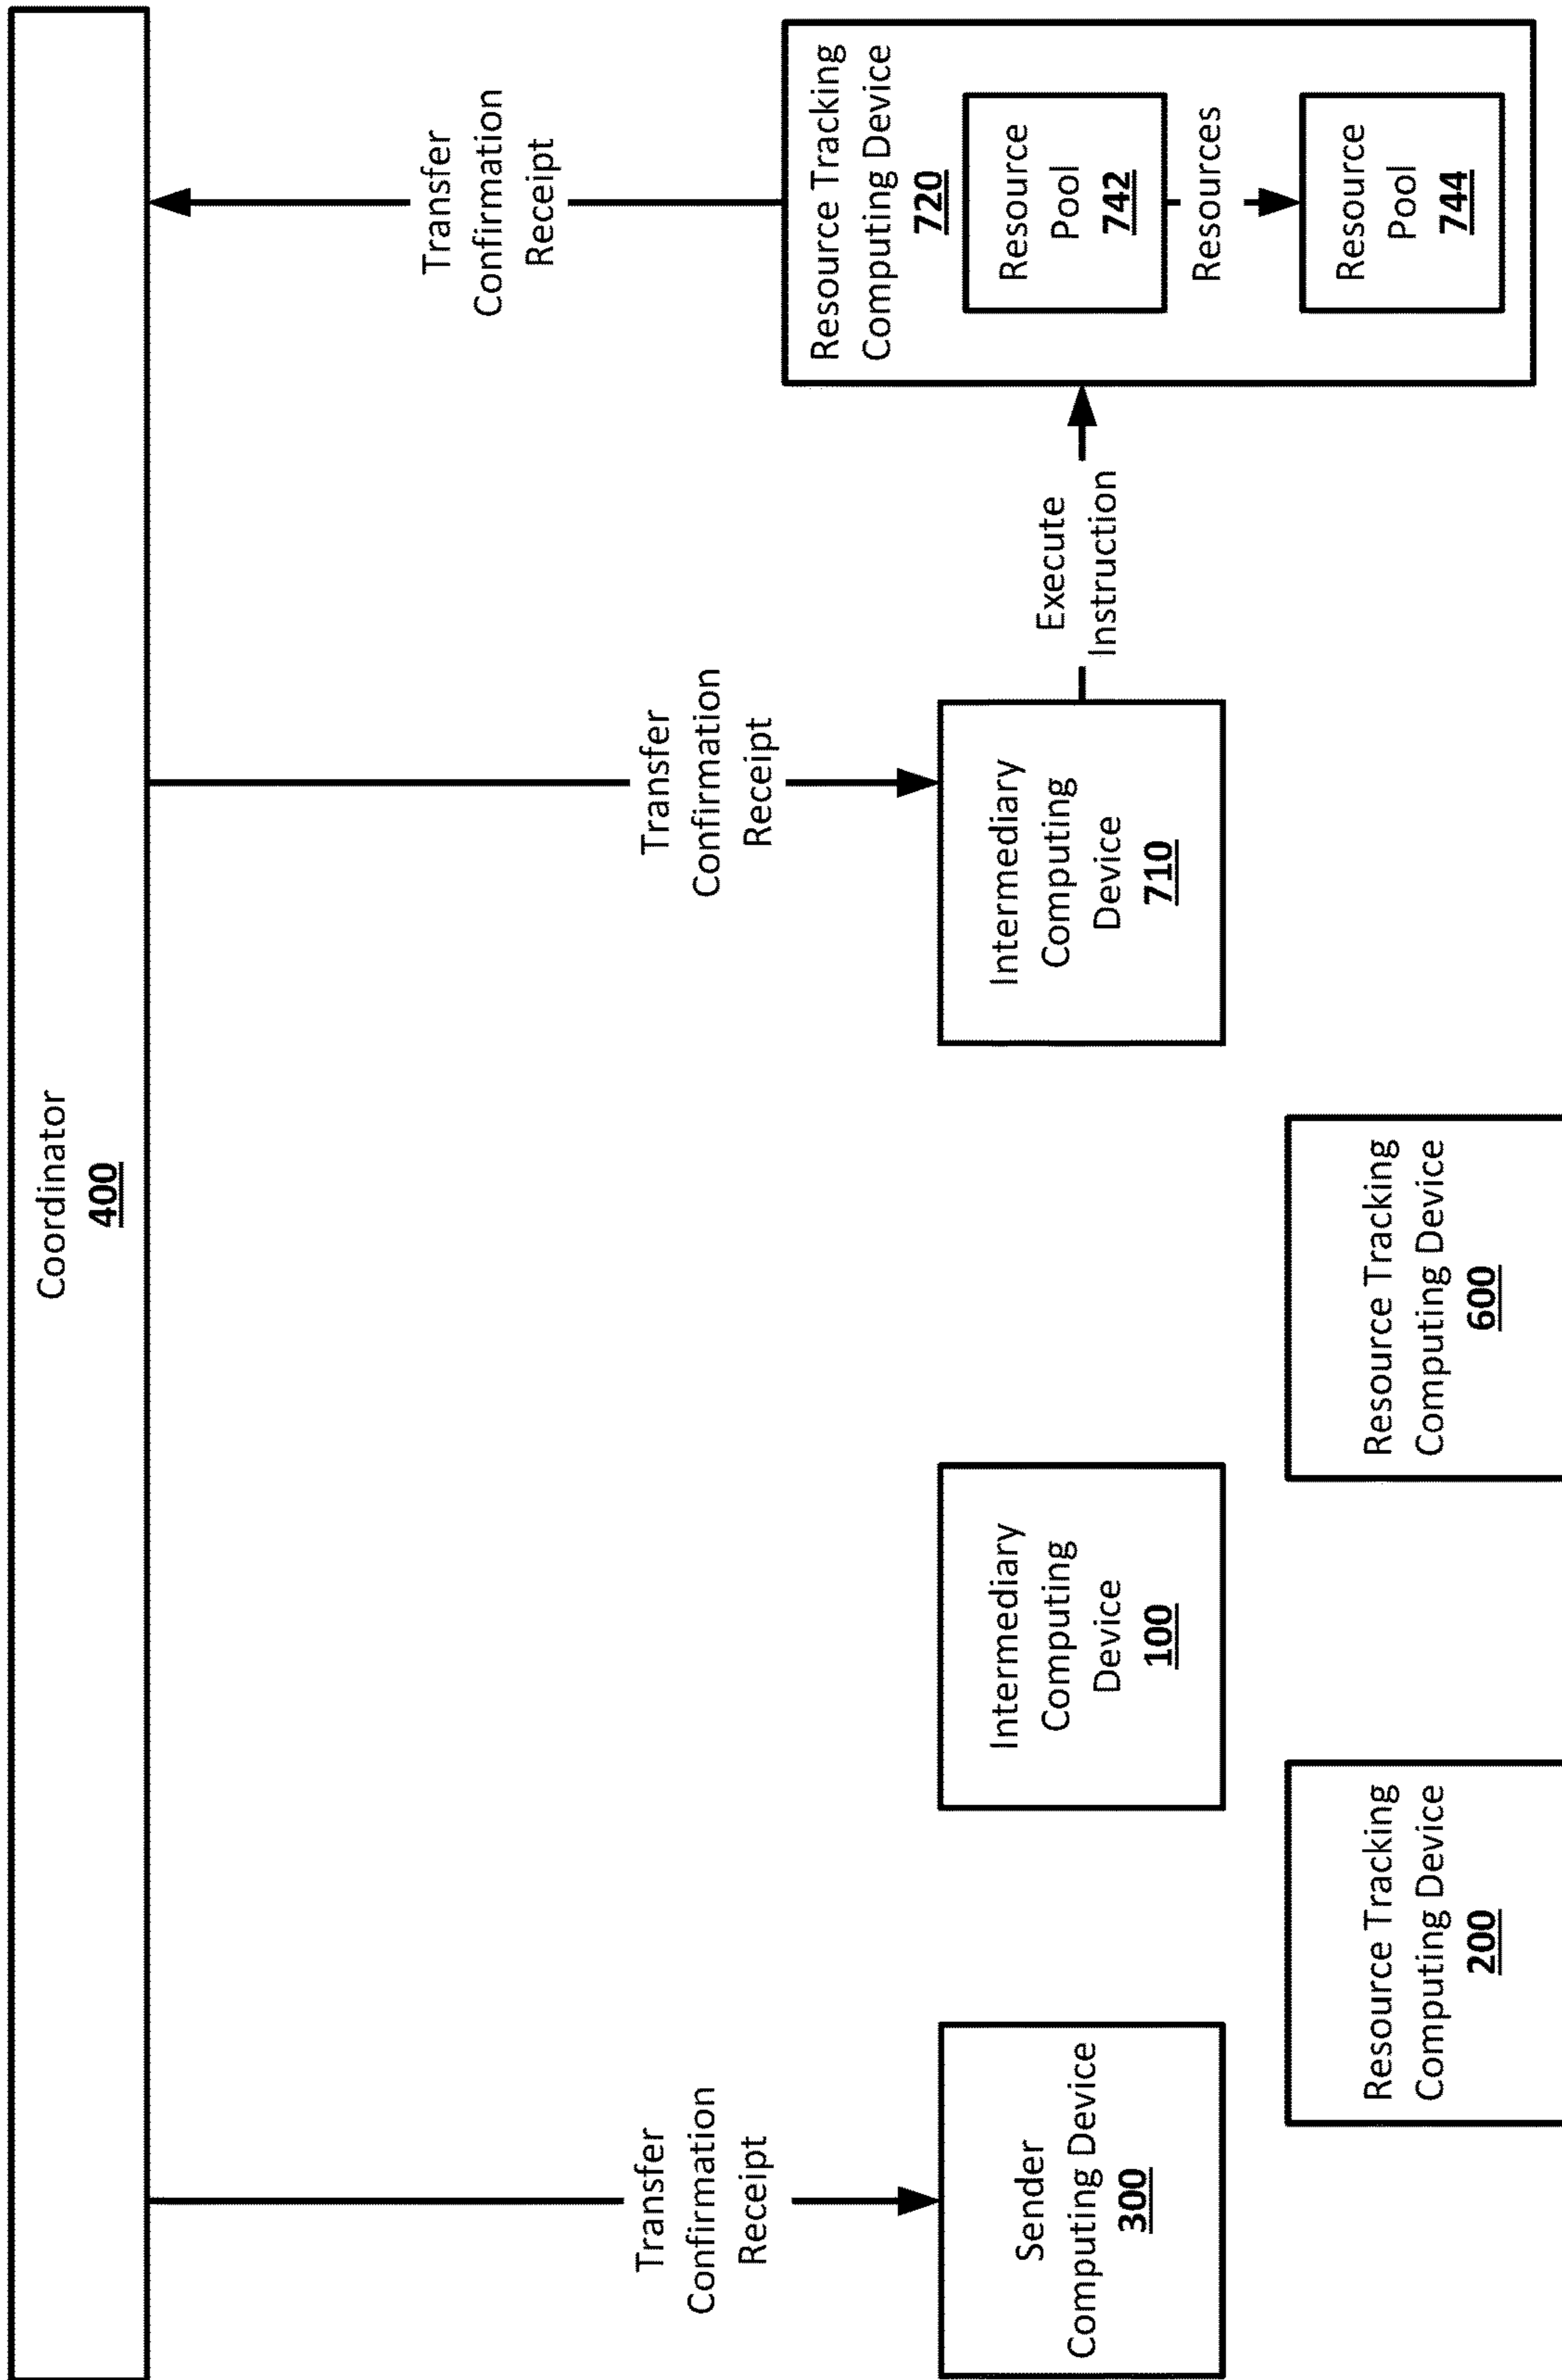 Coordinator
400
Transfer
Confirmation
Receipt
Transfer
Confirmation
Receipt
Transfer
Confirmation
Receipt
Sender
Computing Device
300
Intermediary
Computing
Device
100
Intermediary
Computing
Device
710
Execute
Instruction
Resource Tracking
Computing Device
720
Resource
Pool
742
Resources
Resource
Pool
744
Resource Tracking
Computing Device
200
Resource Tracking
Computing Device
600